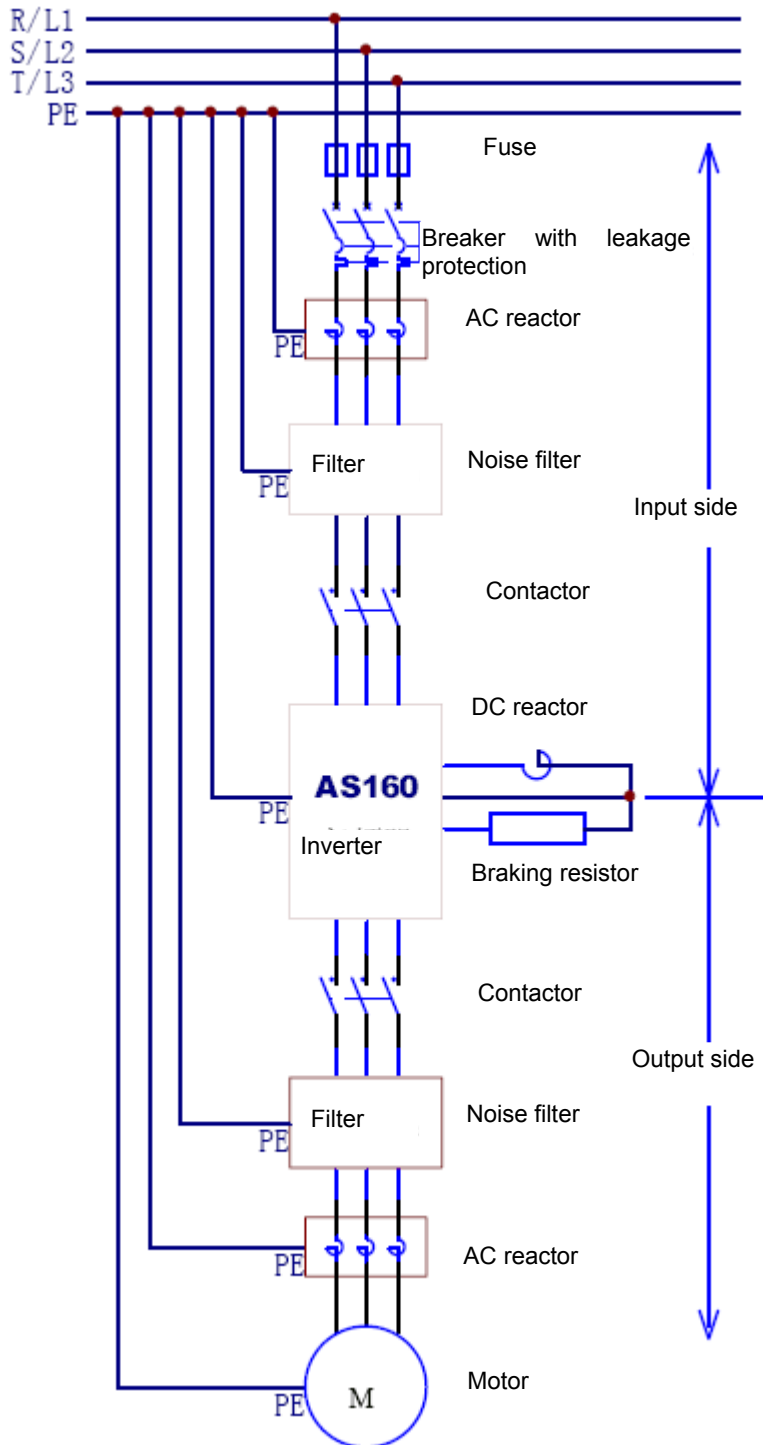 R/L1
S/L2
T/L3
PE
Fuse
Breaker with leakage
protection
AC reactor
PE
Filter
Noise filter
PE
Input side
Contactor
DC reactor
AS160
PE
Inverter
Braking resistor
Contactor
Output side
Filter
Noise filter
PE
AC reactor
PE
Motor
M
PE